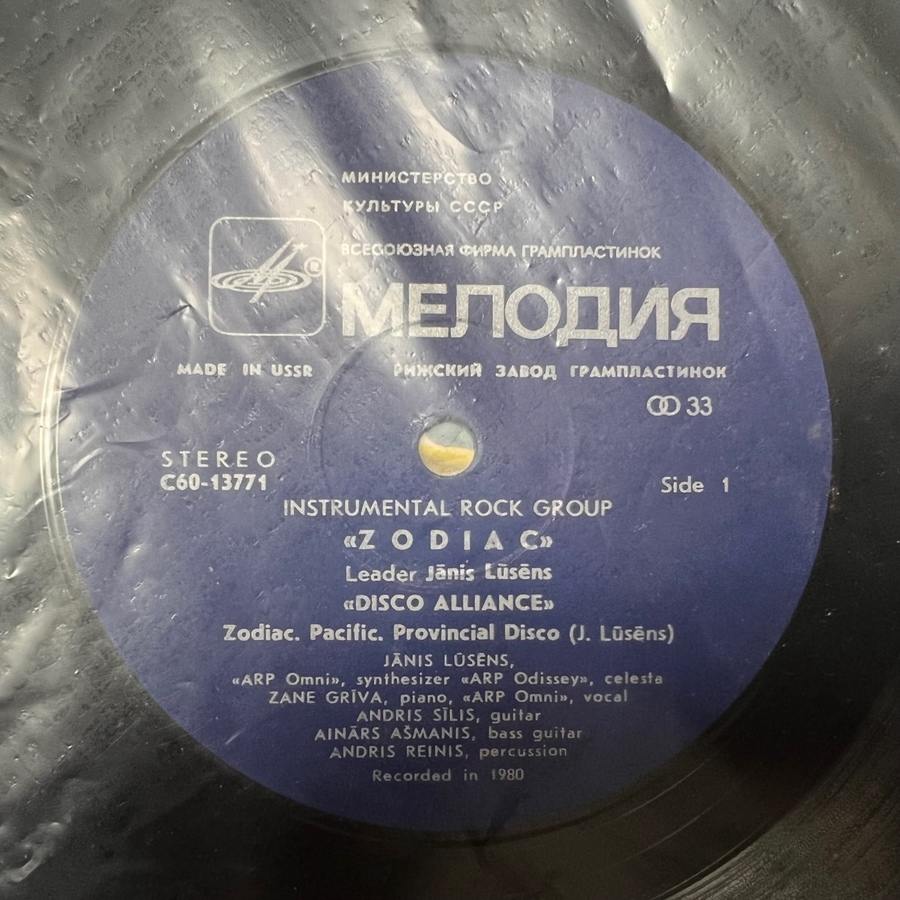 МИНИСТЕРСТВО
КУЛЬТУРЫ СССР
ВСЕСОЮЗНАЯ ФИРМА ГРАМПЛАСТИНОК
®
МЕЛОДИЯ
MADE IN USSR
РИЖСКИЙ ЗАВОД ГРАМПЛАСТИНОК
33
STEREO
C60-13771
Side 1
INSTRUMENTAL ROCK GROUP
«ZODIAC»
Leader Jānis Lūsēns
«DISCO ALLIANCE»
Zodiac. Pacific. Provincial Disco (J. Lūsēns)
JĀNIS LŪSĒNS,
«ARP Omni», synthesizer «ARP Odissey», celesta
ZANE GRĪVA, piano, «ARP Omni», vocal
ANDRIS SĪLIS, guitar
AINĀRS AŠMANIS, bass guitar
ANDRIS REINIS, percussion
Recorded in 1980